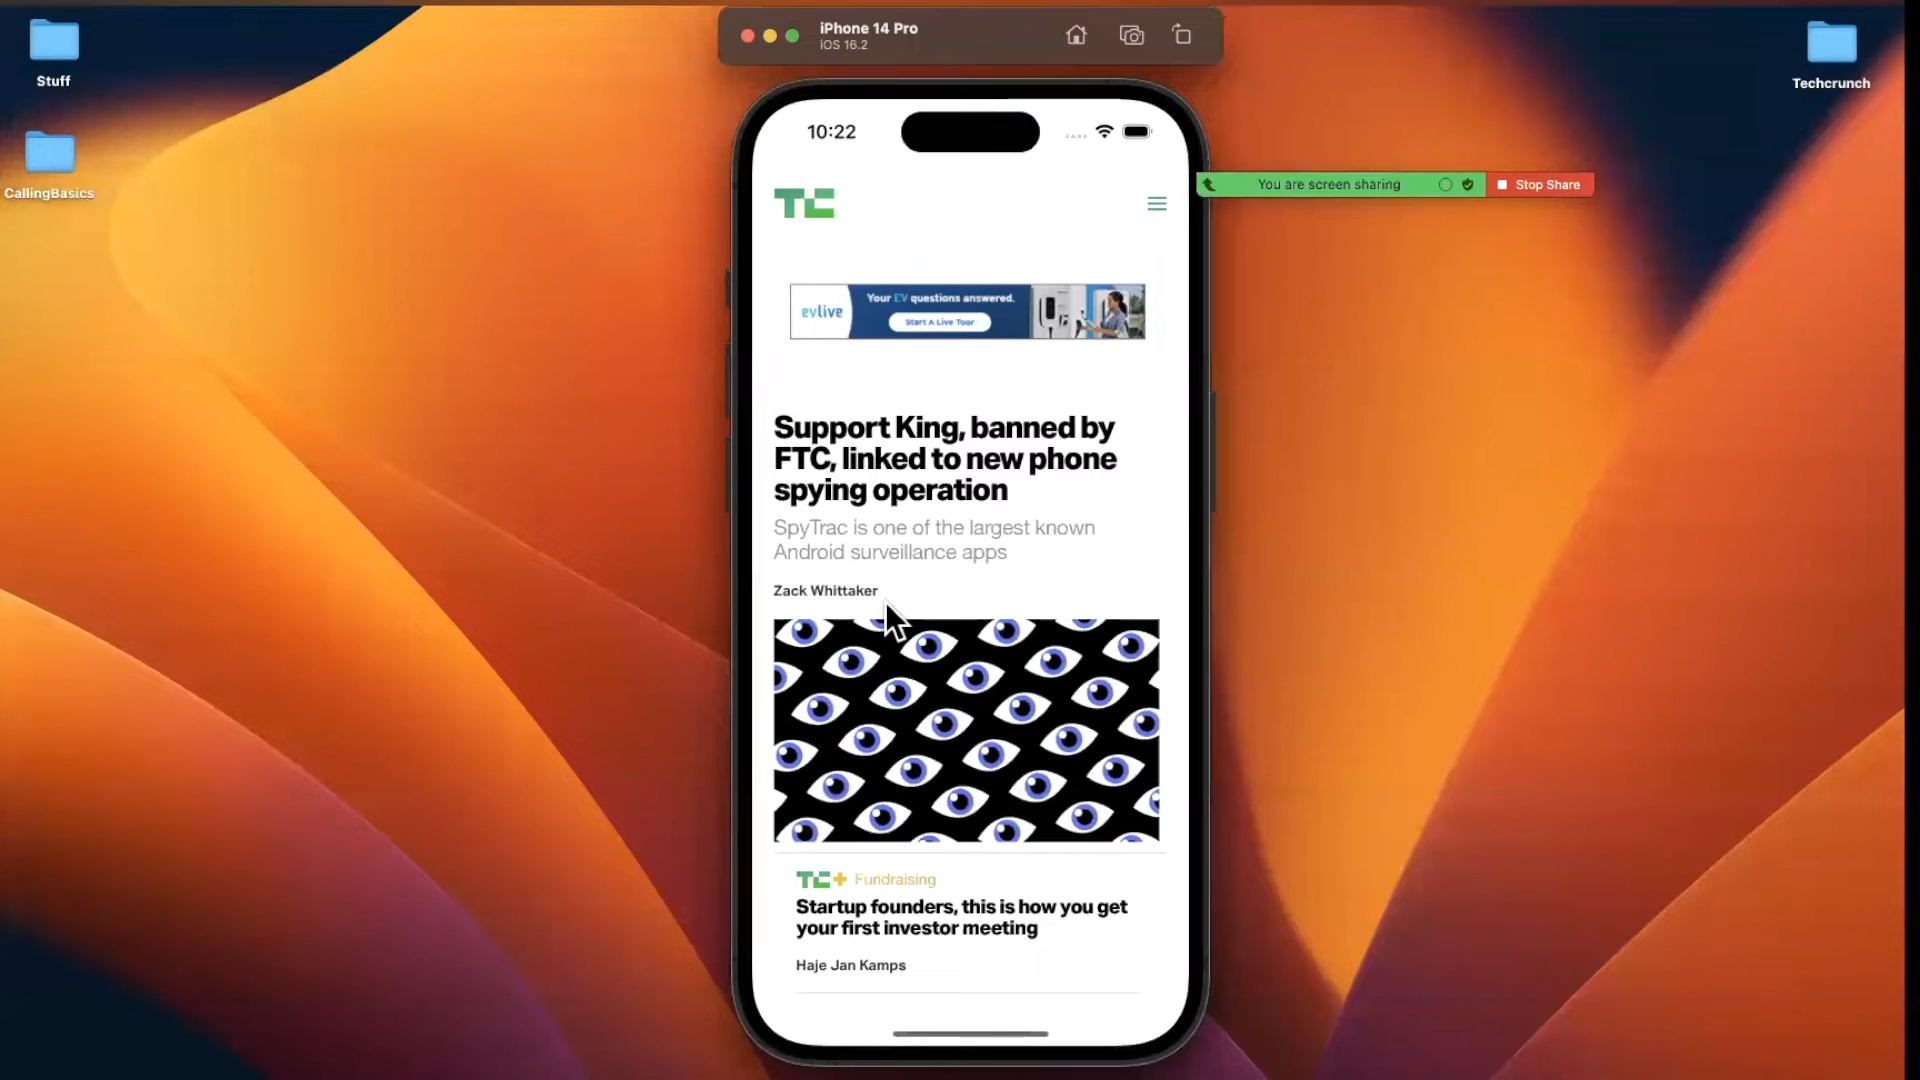 iPhone 14 Pro
iOS 16.2
Stuff
Techcrunch
CallingBasics
10:22
You are screen sharing
Stop Share
TC
evlive
Your EV questions answered.
Start A Live Tour
Support King, banned by
FTC, linked to new phone
spying operation
SpyTrac is one of the largest known
Android surveillance apps
Zack Whittaker
TC+ Fundraising
Startup founders, this is how you get
your first investor meeting
Haje Jan Kamps